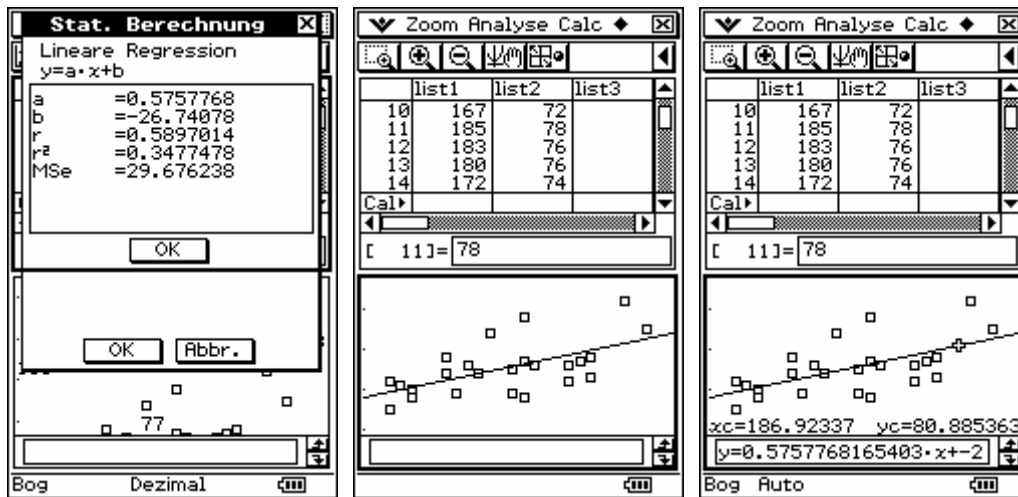 Stat. Berechnung
Lineare Regression
y=a·x+b
a =0.5757768
b =-26.74078
r =0.5897014
r² =0.3477478
MSe =29.676238
OK
OK Abbr.
77
Bog Dezimal
Zoom Analyse Calc ◆
list1 list2 list3
10 167 72
11 185 78
12 183 76
13 180 76
14 172 74
Cal▸
[ 11]= 78
Zoom Analyse Calc ◆
list1 list2 list3
10 167 72
11 185 78
12 183 76
13 180 76
14 172 74
Cal▸
[ 11]= 78
xc=186.92337 yc=80.885363
y=0.5757768165403·x+-2
Bog Auto